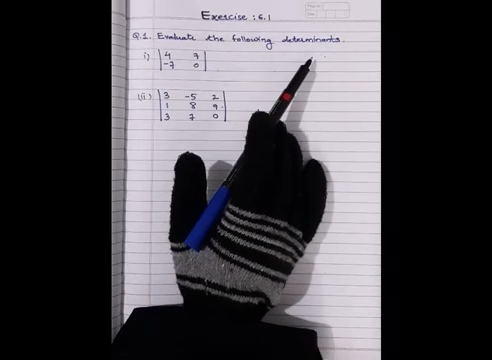 Exercise : 6.1
Q.1. Evaluate the following determinants.
i) | 4 7 |
| -7 0 |
(ii) | 3 -5 2 |
| 1 8 9 |
| 3 7 0 |